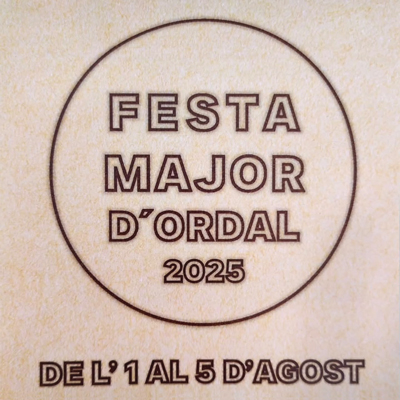 FESTA
MAJOR
D´ORDAL
2025
DE L' 1 AL 5 D'AGOST